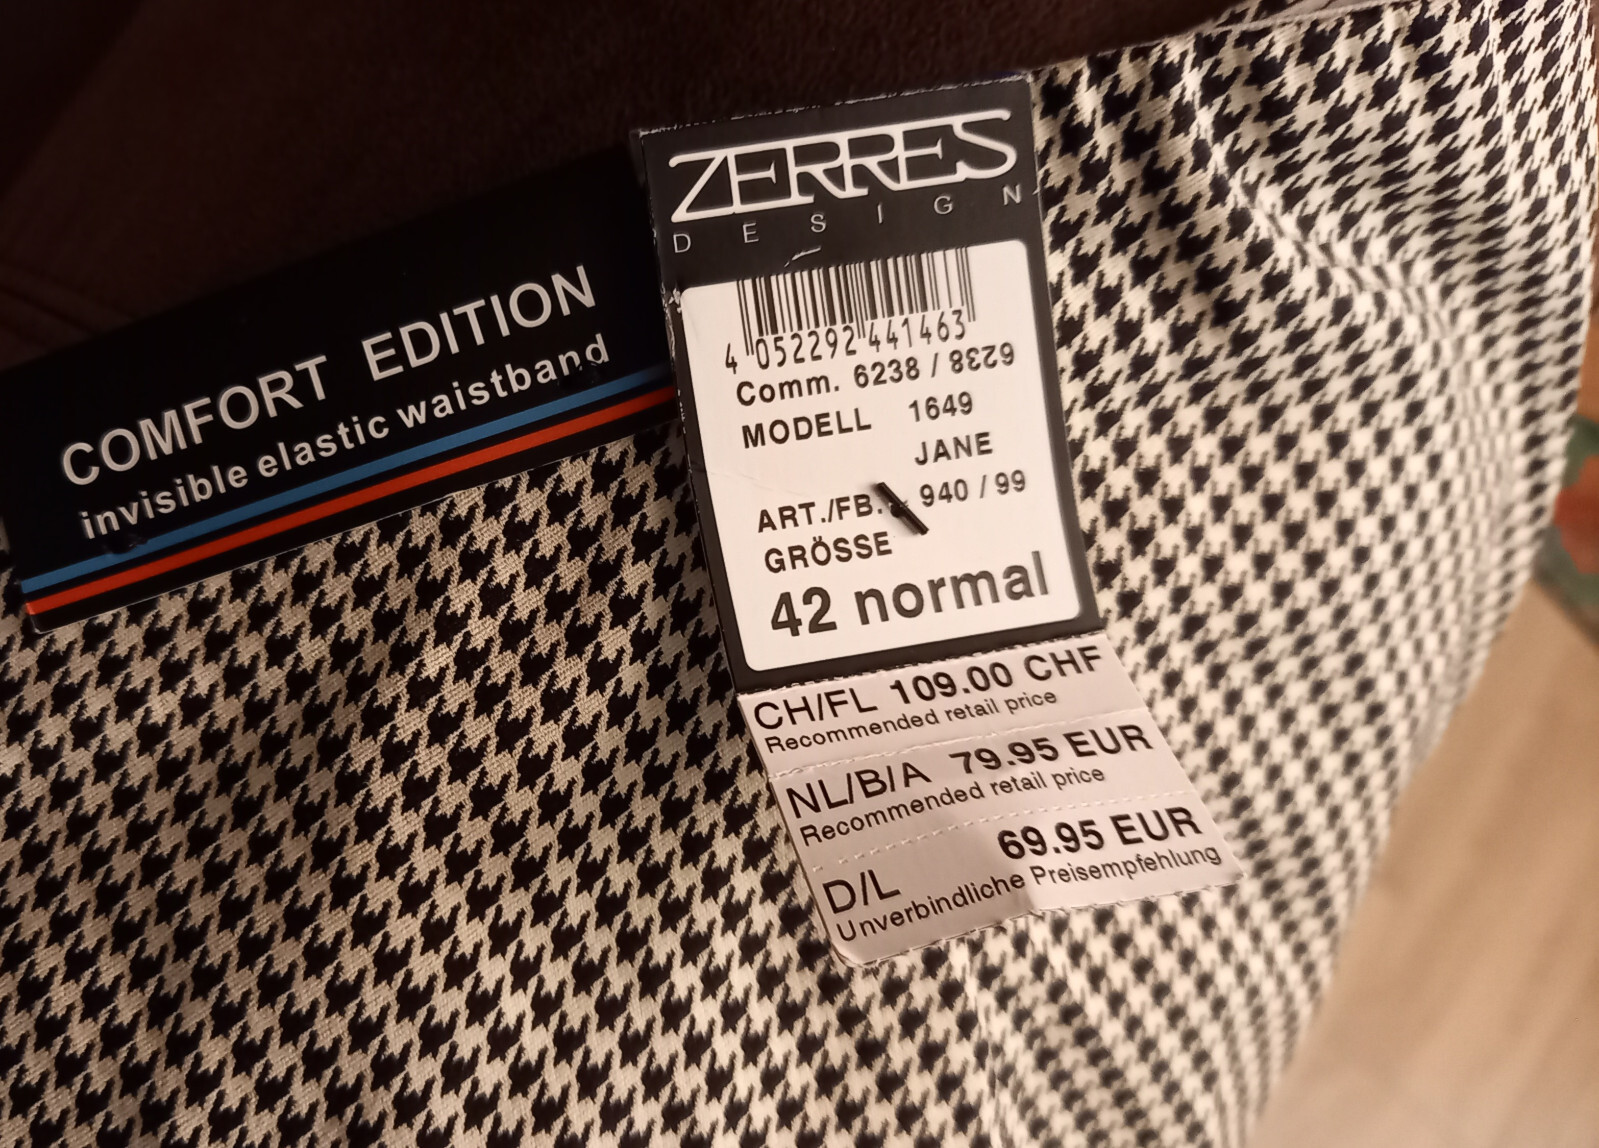 COMFORT EDITION
invisible elastic waistband
ZERRES
DESIGN
4 052292 441463
Comm. 6238 / 8239
MODELL 1649
JANE
ART./FB. 940 / 99
GRÖSSE
42 normal
CH/FL 109.00 CHF
Recommended retail price
NL/B/A 79.95 EUR
Recommended retail price
D/L 69.95 EUR
Unverbindliche Preisempfehlung